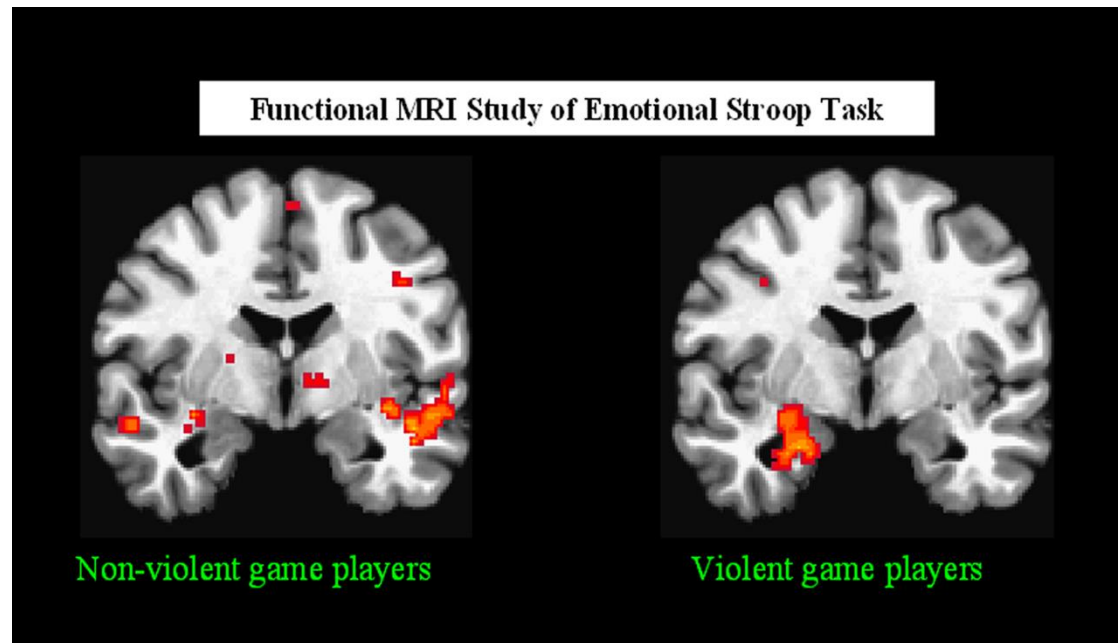 Functional MRI Study of Emotional Stroop Task
Non-violent game players
Violent game players